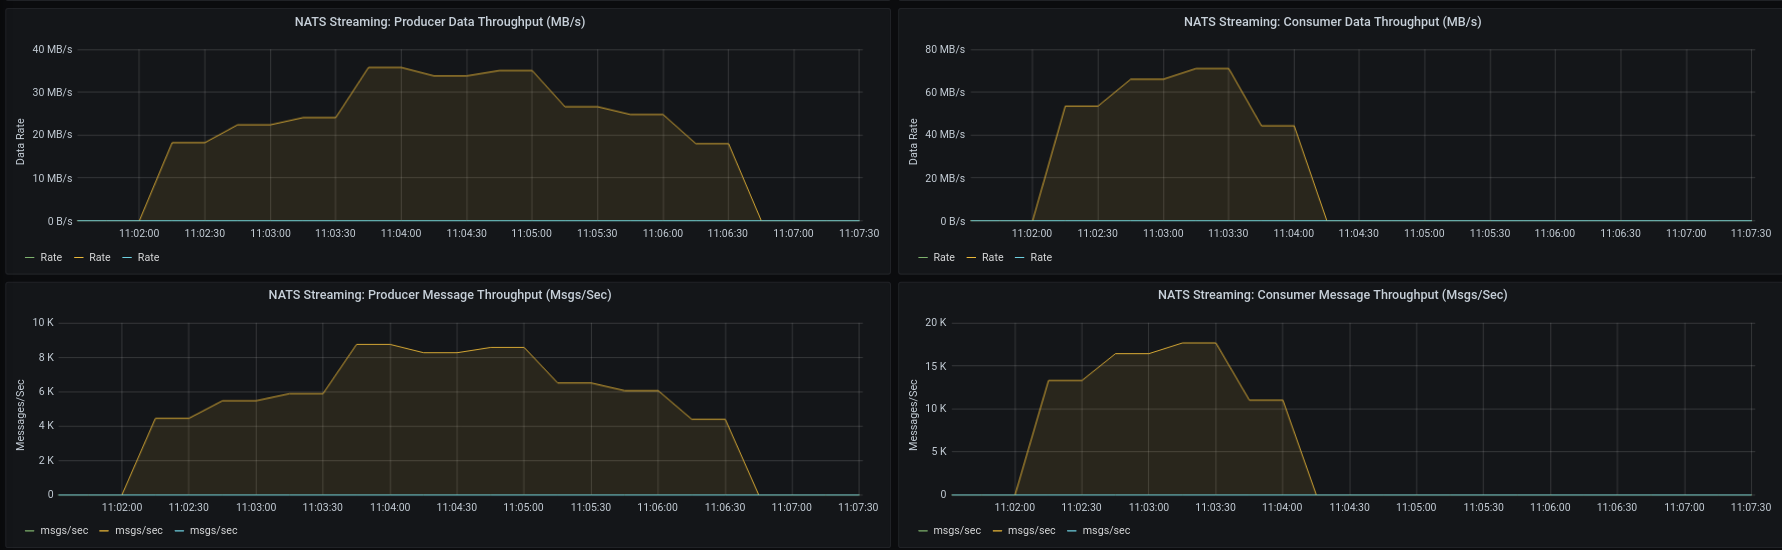 NATS Streaming: Producer Data Throughput (MB/s)
40 MB/s
30 MB/s
20 MB/s
10 MB/s
0 B/s
Data Rate
11:02:00 11:02:30 11:03:00 11:03:30 11:04:00 11:04:30 11:05:00 11:05:30 11:06:00 11:06:30 11:07:00 11:07:30
Rate Rate Rate
NATS Streaming: Consumer Data Throughput (MB/s)
80 MB/s
60 MB/s
40 MB/s
20 MB/s
0 B/s
Data Rate
11:02:00 11:02:30 11:03:00 11:03:30 11:04:00 11:04:30 11:05:00 11:05:30 11:06:00 11:06:30 11:07:00 11:07:30
Rate Rate Rate
NATS Streaming: Producer Message Throughput (Msgs/Sec)
10 K
8 K
6 K
4 K
2 K
0
Messages/Sec
11:02:00 11:02:30 11:03:00 11:03:30 11:04:00 11:04:30 11:05:00 11:05:30 11:06:00 11:06:30 11:07:00 11:07:30
msgs/sec msgs/sec msgs/sec
NATS Streaming: Consumer Message Throughput (Msgs/Sec)
20 K
15 K
10 K
5 K
0
Messages/Sec
11:02:00 11:02:30 11:03:00 11:03:30 11:04:00 11:04:30 11:05:00 11:05:30 11:06:00 11:06:30 11:07:00 11:07:30
msgs/sec msgs/sec msgs/sec